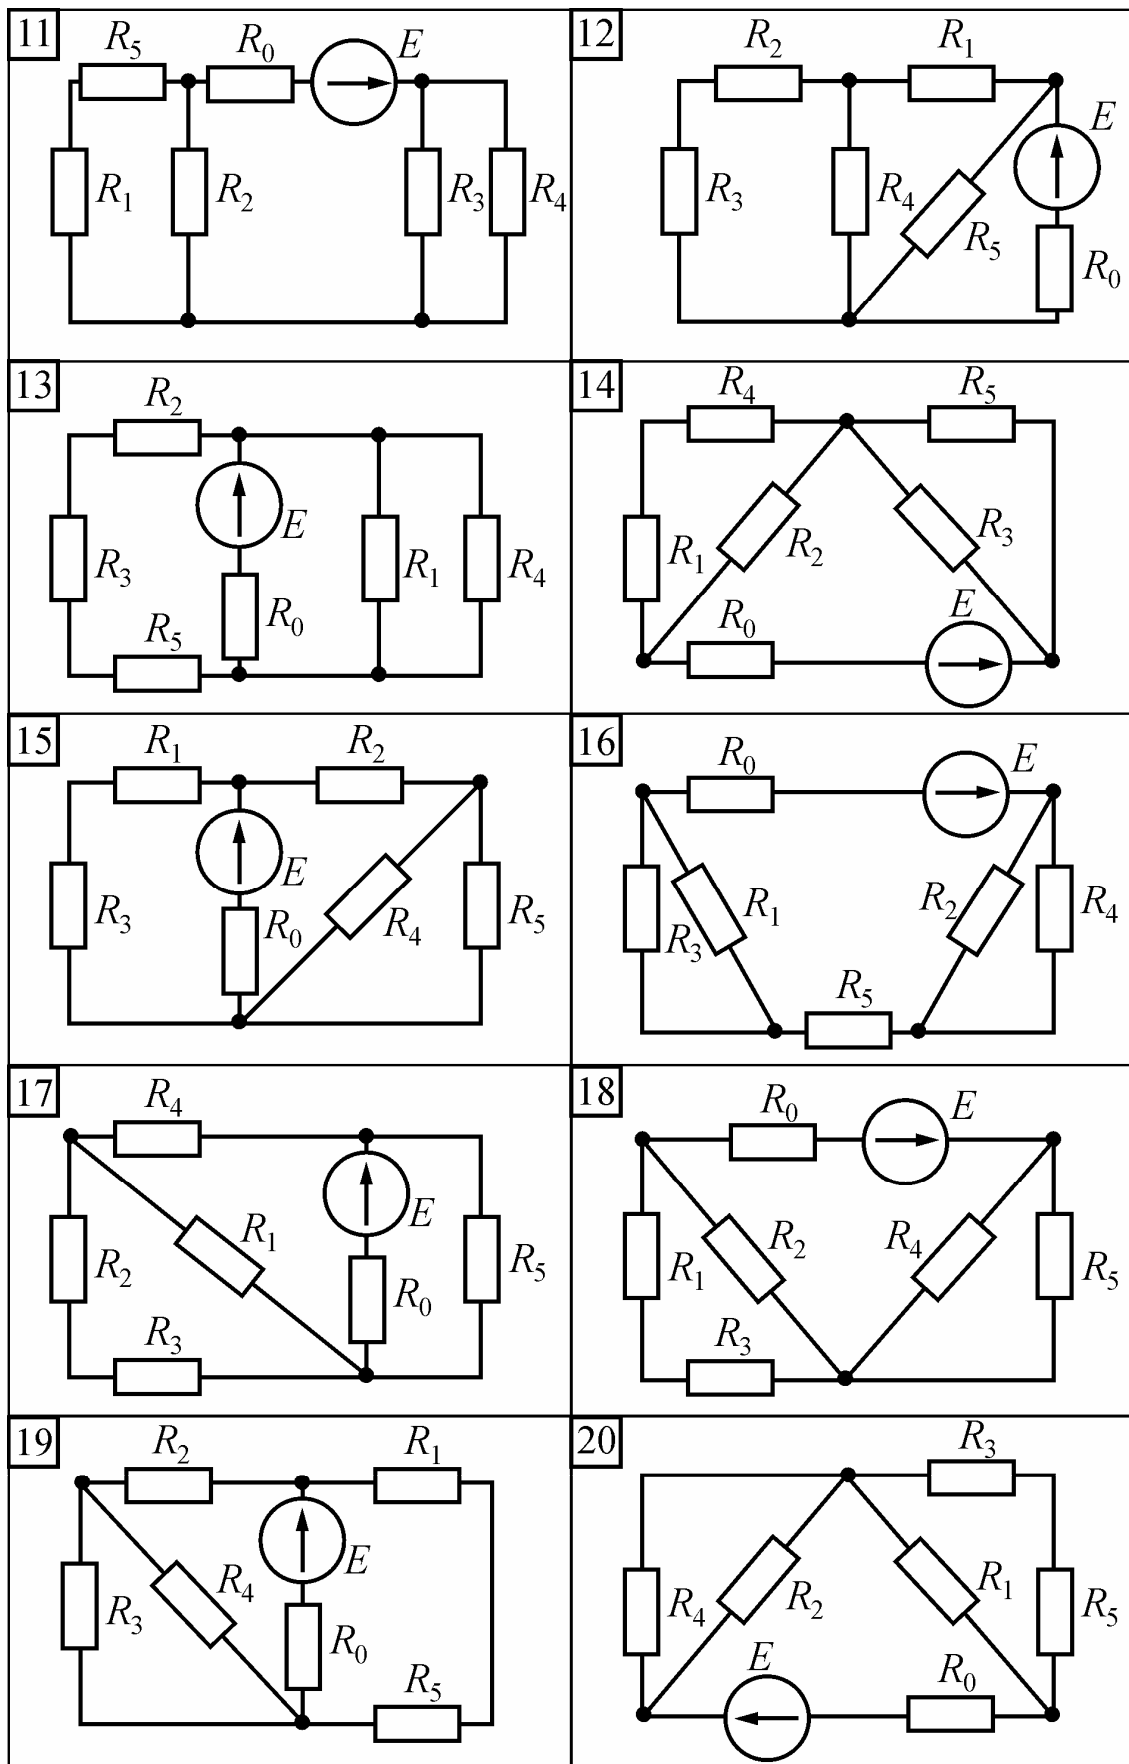 11
R5 R0 E
R1 R2 R3 R4
12
R2 R1
E
R3 R4 R5 R0
13
R2
E
R3 R1 R4
R5 R0
14
R4 R5
R1 R2 R3
R0 E
15
R1 R2
E
R3 R0 R4 R5
16
R0 E
R3 R1 R2 R4
R5
17
R4
E
R2 R1 R0 R5
R3
18
R0 E
R1 R2 R4 R5
R3
19
R2 R1
E
R3 R4 R0
R5
20
R3
R4 R2 R1 R5
E R0